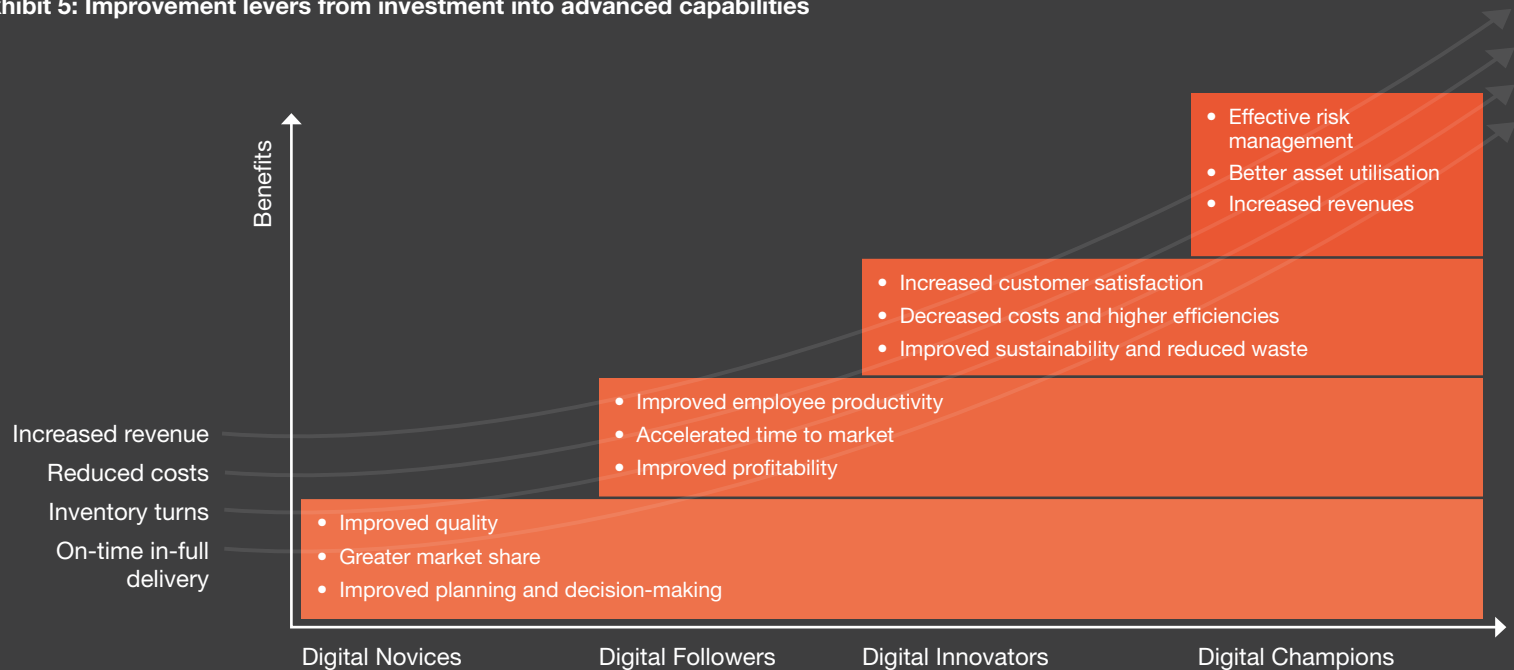 hibit 5: Improvement levers from investment into advanced capabilities
Benefits
• Effective risk
management
• Better asset utilisation
• Increased revenues
• Increased customer satisfaction
• Decreased costs and higher efficiencies
• Improved sustainability and reduced waste
• Improved employee productivity
• Accelerated time to market
• Improved profitability
Increased revenue
Reduced costs
Inventory turns
On-time in-full
delivery
• Improved quality
• Greater market share
• Improved planning and decision-making
Digital Novices
Digital Followers
Digital Innovators
Digital Champions